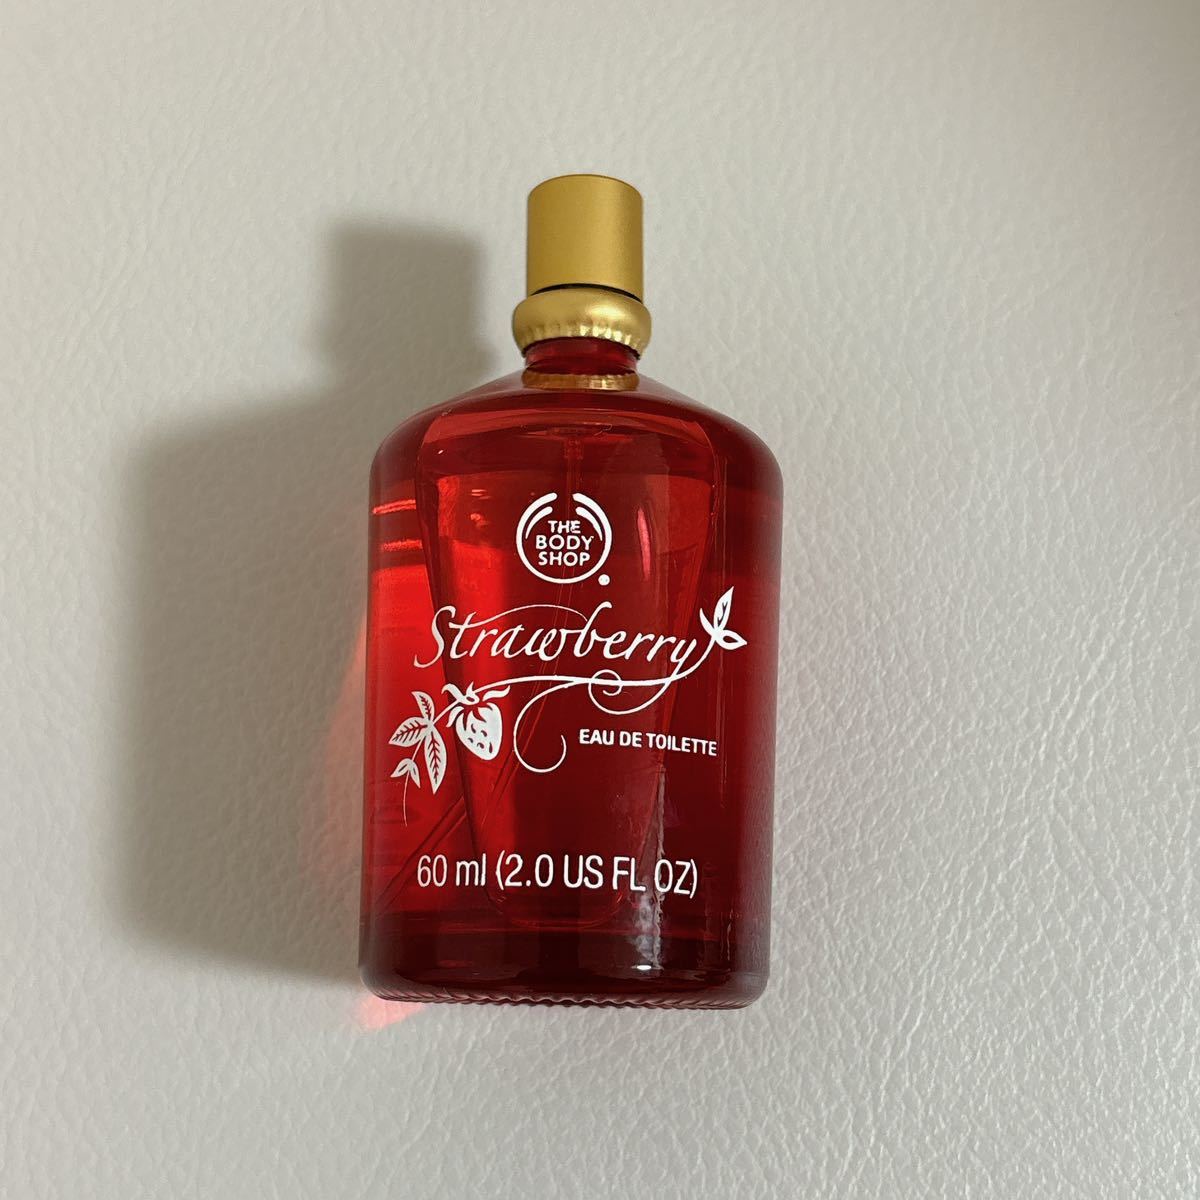 THE
BODY
SHOP
Strawberry
EAU DE TOILETTE
60 ml (2.0 US FL OZ)